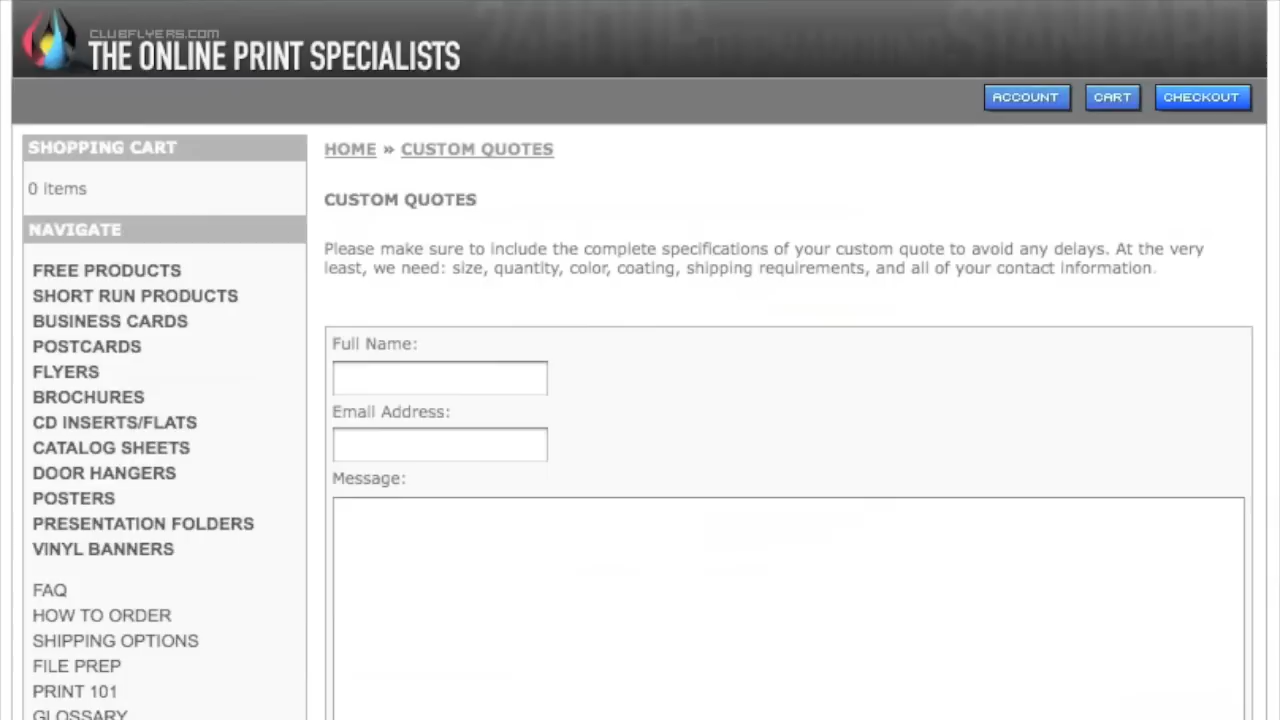 CLUBFLYERS.COM
THE ONLINE PRINT SPECIALISTS
ACCOUNT
CART
CHECKOUT
SHOPPING CART
0 items
NAVIGATE
FREE PRODUCTS
SHORT RUN PRODUCTS
BUSINESS CARDS
POSTCARDS
FLYERS
BROCHURES
CD INSERTS/FLATS
CATALOG SHEETS
DOOR HANGERS
POSTERS
PRESENTATION FOLDERS
VINYL BANNERS
FAQ
HOW TO ORDER
SHIPPING OPTIONS
FILE PREP
PRINT 101
GLOSSARY
HOME » CUSTOM QUOTES
CUSTOM QUOTES
Please make sure to include the complete specifications of your custom quote to avoid any delays. At the very
least, we need: size, quantity, color, coating, shipping requirements, and all of your contact information.
Full Name:
Email Address:
Message: